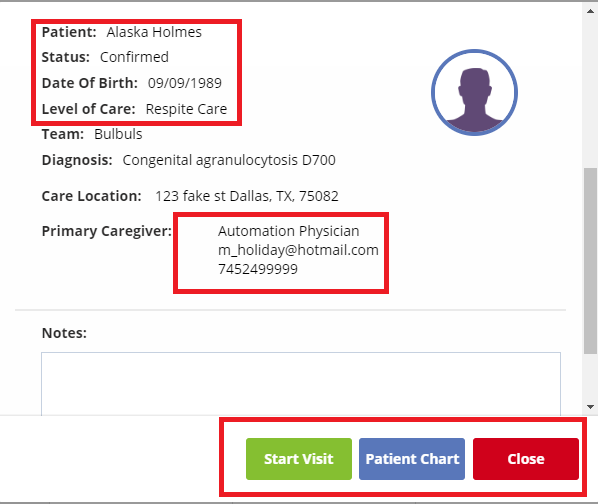 Patient: Alaska Holmes
Status: Confirmed
Date Of Birth: 09/09/1989
Level of Care: Respite Care
Team: Bulbuls
Diagnosis: Congenital agranulocytosis D700
Care Location: 123 fake st Dallas, TX, 75082
Primary Caregiver: Automation Physician
m_holiday@hotmail.com
7452499999
Notes:
Start Visit Patient Chart Close